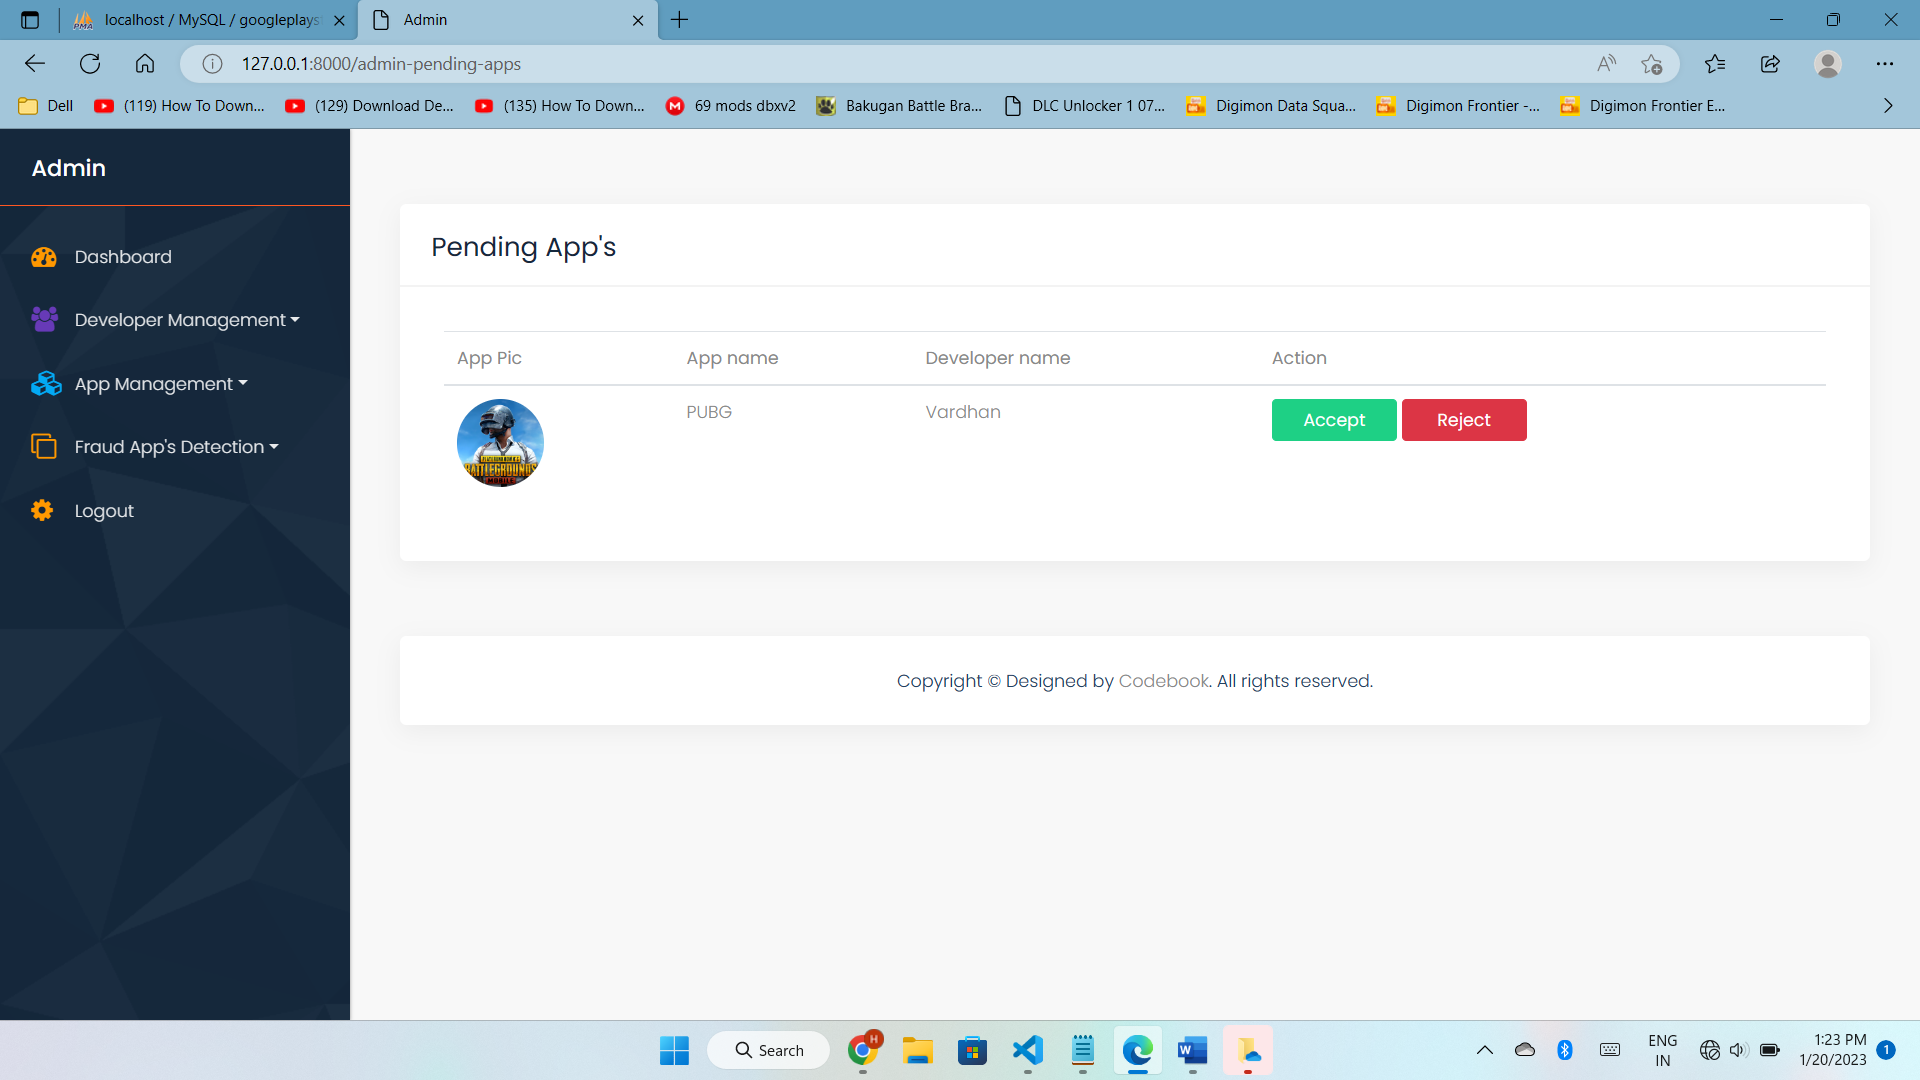 localhost / MySQL / googleplays
Admin
127.0.0.1:8000/admin-pending-apps
Dell
(119) How To Down...
(129) Download De...
(135) How To Down...
69 mods dbxv2
Bakugan Battle Bra...
DLC Unlocker 1 07...
Digimon Data Squa...
Digimon Frontier -...
Digimon Frontier E...
Admin
Dashboard
Developer Management
App Management
Fraud App's Detection
Logout
Pending App's
App Pic App name Developer name Action
PUBG Vardhan Accept Reject
BATTLEGROUNDS
Copyright © Designed by Codebook. All rights reserved.
Search
H
ENG
IN
1:23 PM
1/20/2023
1